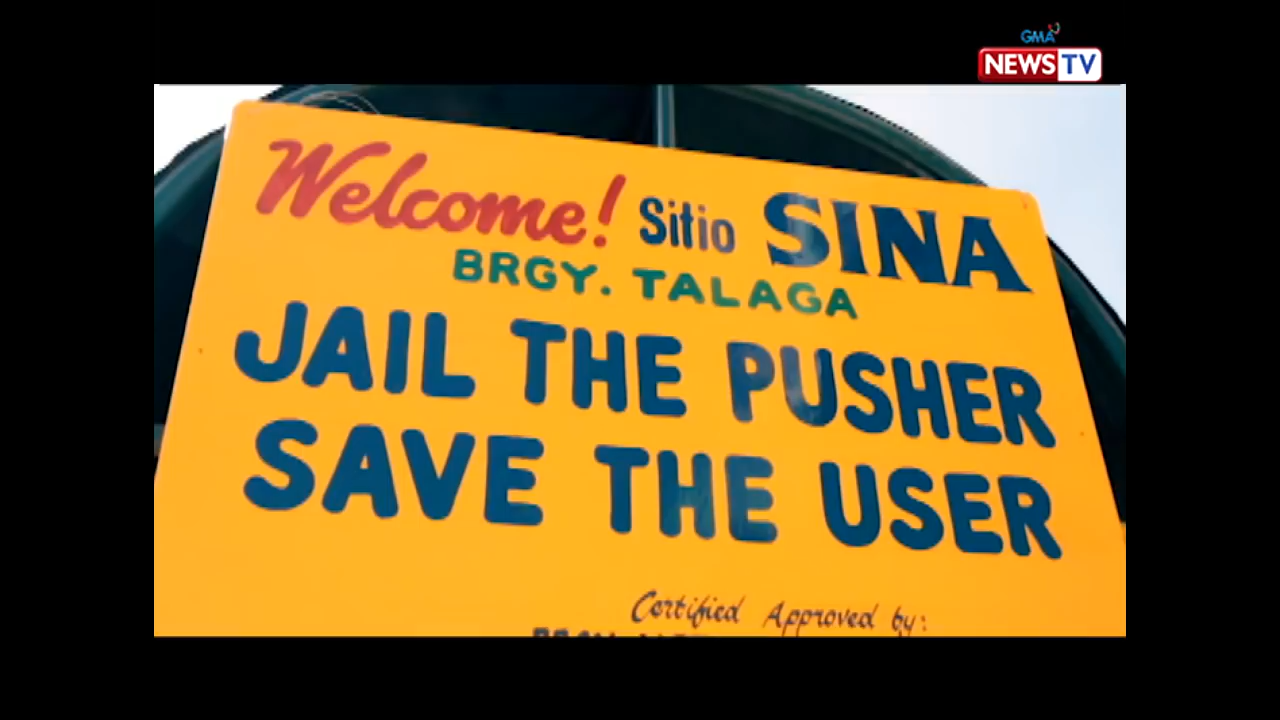 GMA
NEWS TV
Welcome! Sitio SINA
BRGY. TALAGA
JAIL THE PUSHER
SAVE THE USER
Certified Approved by: